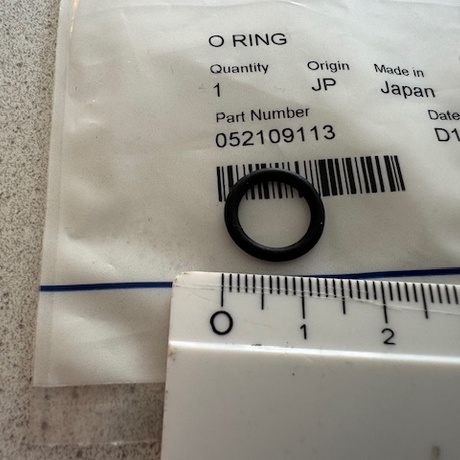 O RING
Quantity Origin Made in
1 JP Japan
Part Number Date
052109113 D1
0 1 2